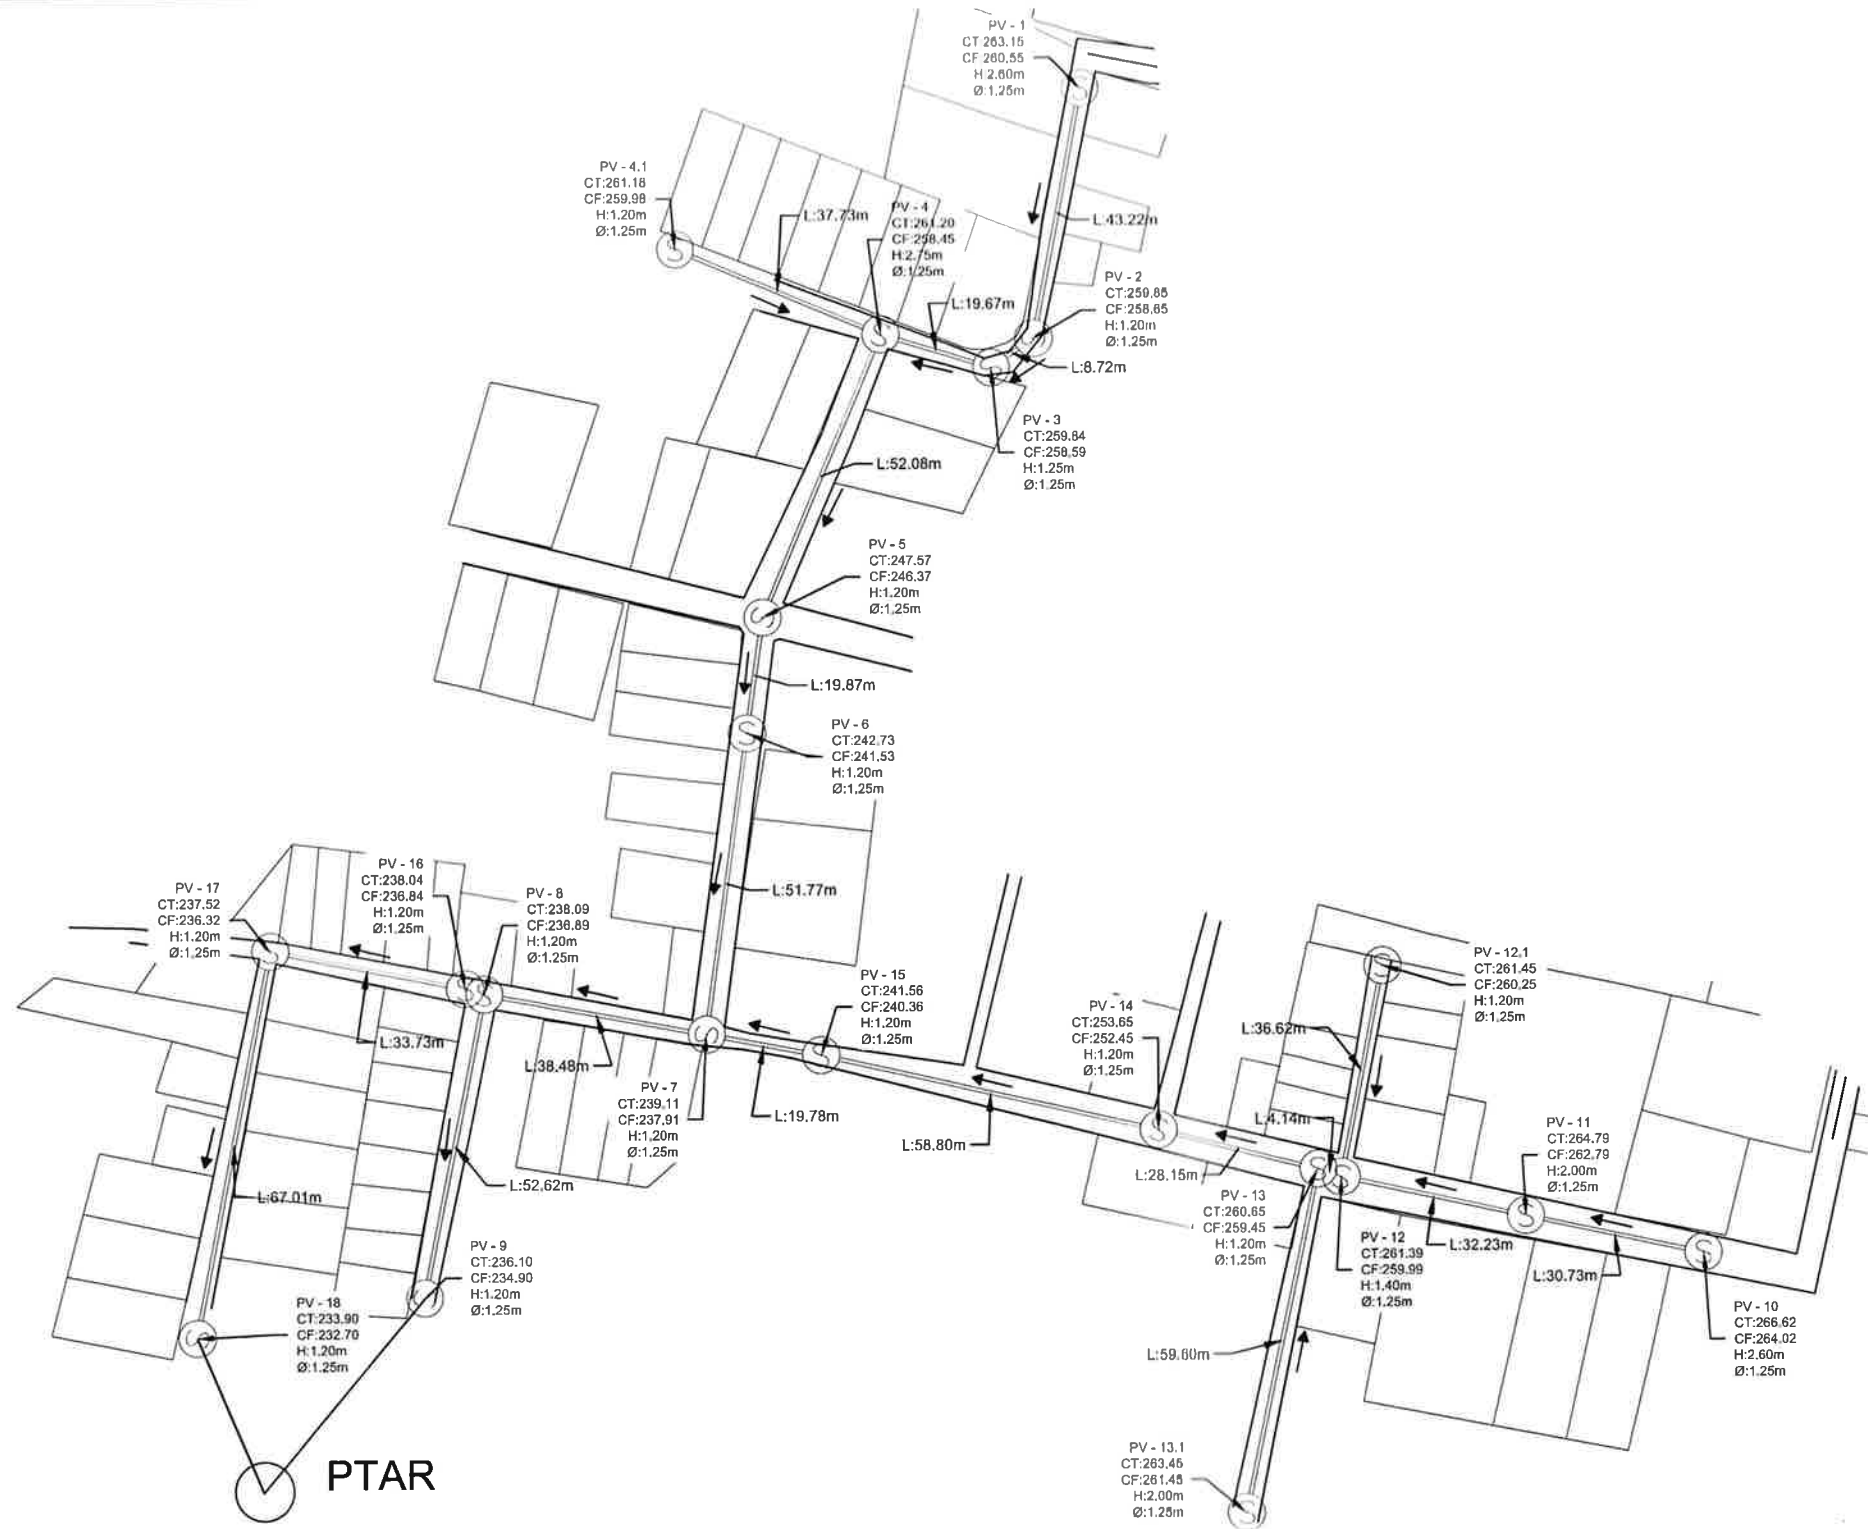 PV - 1
CT 263.15
CF 260.55
H 2.60m
Ø:1.25m
PV - 4.1
CT:261.18
CF:259.98
H:1.20m
Ø:1.25m
L:37.73m
PV - 4
CT:261.20
CF:258.45
H:2.75m
Ø:1.25m
L:43.22m
L:19.67m
PV - 2
CT:259.85
CF:258.65
H:1.20m
Ø:1.25m
L:8.72m
PV - 3
CT:259.84
CF:258.59
H:1.25m
Ø:1.25m
L:52.08m
PV - 5
CT:247.57
CF:246.37
H:1.20m
Ø:1.25m
L:19.87m
PV - 6
CT:242.73
CF:241.53
H:1.20m
Ø:1.25m
L:51.77m
PV - 17
CT:237.52
CF:236.32
H:1.20m
Ø:1.25m
PV - 16
CT:238.04
CF:236.84
H:1.20m
Ø:1.25m
PV - 8
CT:238.09
CF:236.89
H:1.20m
Ø:1.25m
PV - 15
CT:241.56
CF:240.36
H:1.20m
Ø:1.25m
PV - 14
CT:253.65
CF:252.45
H:1.20m
Ø:1.25m
PV - 12.1
CT:261.45
CF:260.25
H:1.20m
Ø:1.25m
L:36.62m
L:33.73m
L:38.48m
PV - 7
CT:239.11
CF:237.91
H:1.20m
Ø:1.25m
L:19.78m
L:58.80m
L:4.14m
L:28.15m
PV - 11
CT:264.79
CF:262.79
H:2.00m
Ø:1.25m
L:67.01m
L:52.62m
PV - 13
CT:260.65
CF:259.45
H:1.20m
Ø:1.25m
PV - 12
CT:261.39
CF:259.99
H:1.40m
Ø:1.25m
L:32.23m
L:30.73m
PV - 9
CT:236.10
CF:234.90
H:1.20m
Ø:1.25m
PV - 18
CT:233.90
CF:232.70
H:1.20m
Ø:1.25m
PV - 10
CT:266.62
CF:264.02
H:2.60m
Ø:1.25m
L:59.60m
PTAR
PV - 13.1
CT:263.45
CF:261.45
H:2.00m
Ø:1.25m